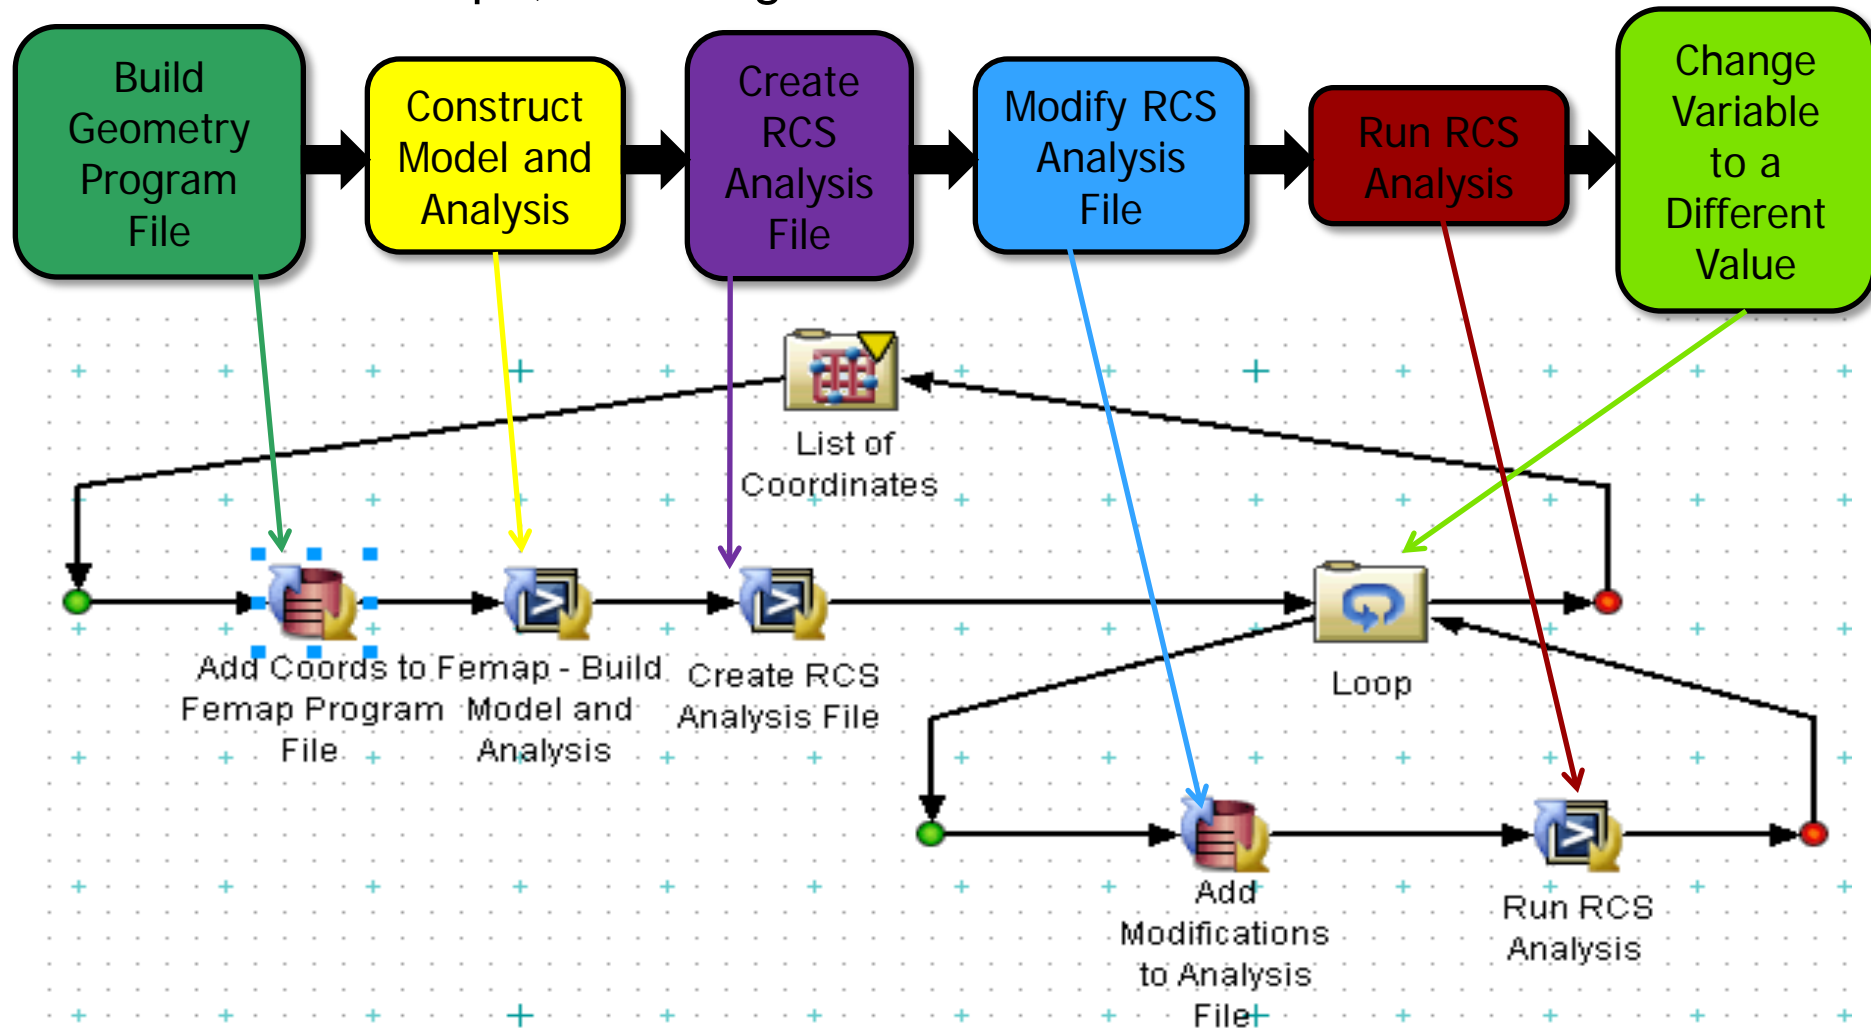 Build
Geometry
Program
File
Construct
Model and
Analysis
Create
RCS
Analysis
File
Modify RCS
Analysis
File
Run RCS
Analysis
Change
Variable
to a
Different
Value
List of
Coordinates
Add Coords to
Femap Program
File
Femap - Build
Model and
Analysis
Create RCS
Analysis File
Loop
Add
Modifications
to Analysis
File
Run RCS
Analysis